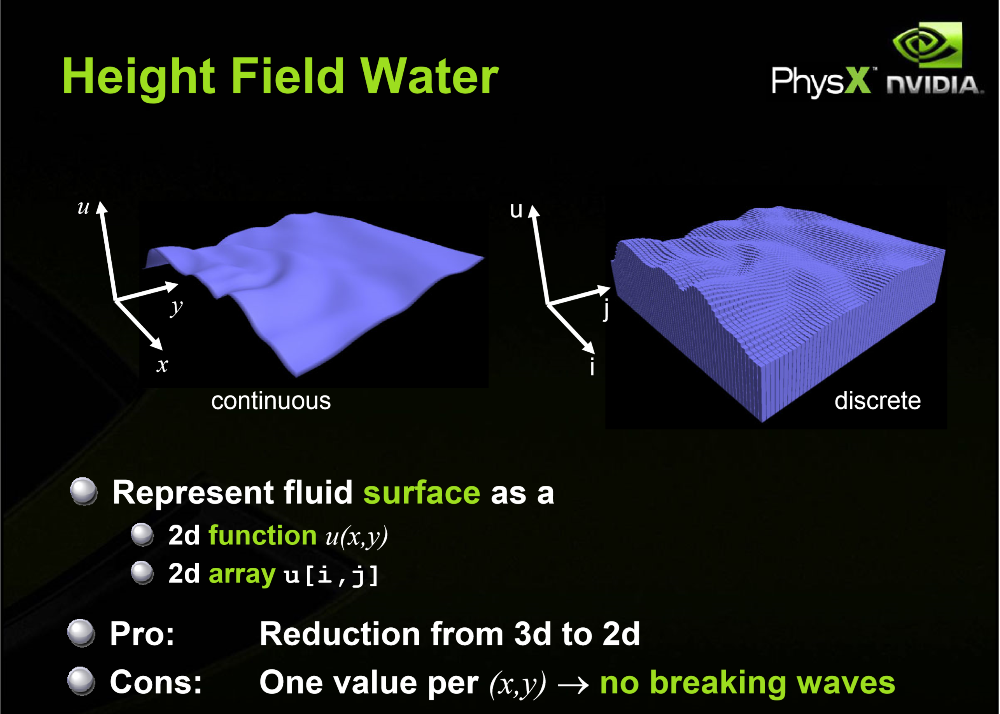 Height Field Water
PhysX™ NVIDIA.
u
y
x
continuous
u
j
i
discrete
Represent fluid surface as a
2d function u(x,y)
2d array u[i,j]
Pro: Reduction from 3d to 2d
Cons: One value per (x,y) → no breaking waves